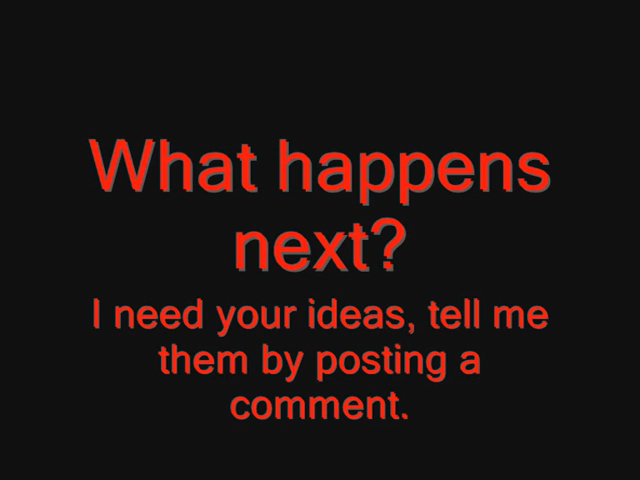 What happens
next?
I need your ideas, tell me
them by posting a
comment.